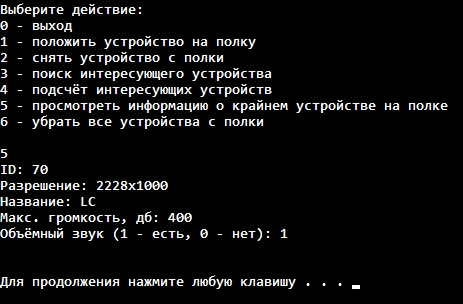 Выберите действие:
0 - выход
1 - положить устройство на полку
2 - снять устройство с полки
3 - поиск интересующего устройства
4 - подсчёт интересующих устройств
5 - просмотреть информацию о крайнем устройстве на полке
6 - убрать все устройства с полки
5
ID: 70
Разрешение: 2228x1000
Название: LC
Макс. громкость, дб: 400
Объёмный звук (1 - есть, 0 - нет): 1
Для продолжения нажмите любую клавишу . . .